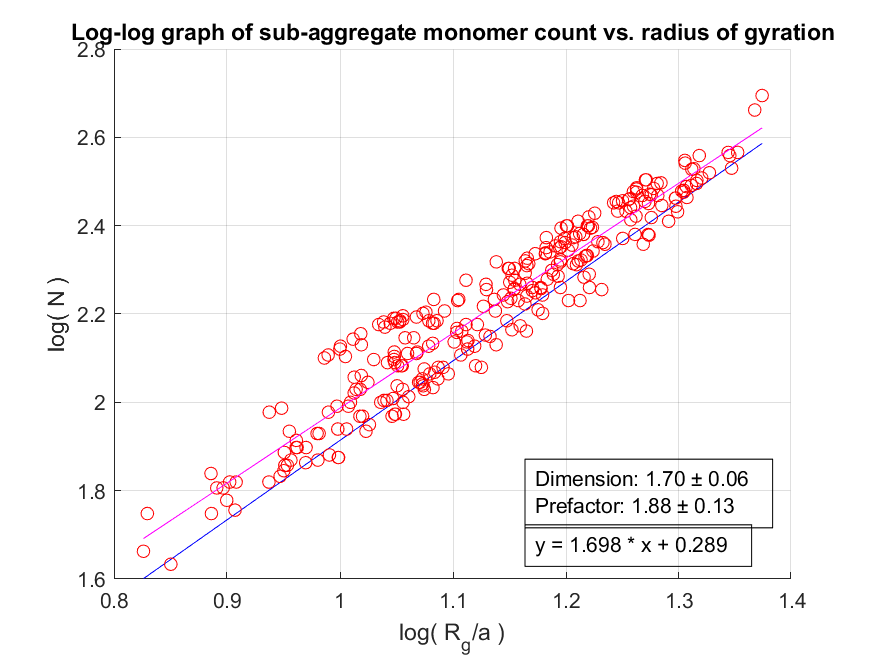 Log-log graph of sub-aggregate monomer count vs. radius of gyration
2.8
2.6
2.4
2.2
2
1.8
1.6
log( N )
Dimension: 1.70 ± 0.06
Prefactor: 1.88 ± 0.13
y = 1.698 * x + 0.289
0.8 0.9 1 1.1 1.2 1.3 1.4
log( R_g/a )